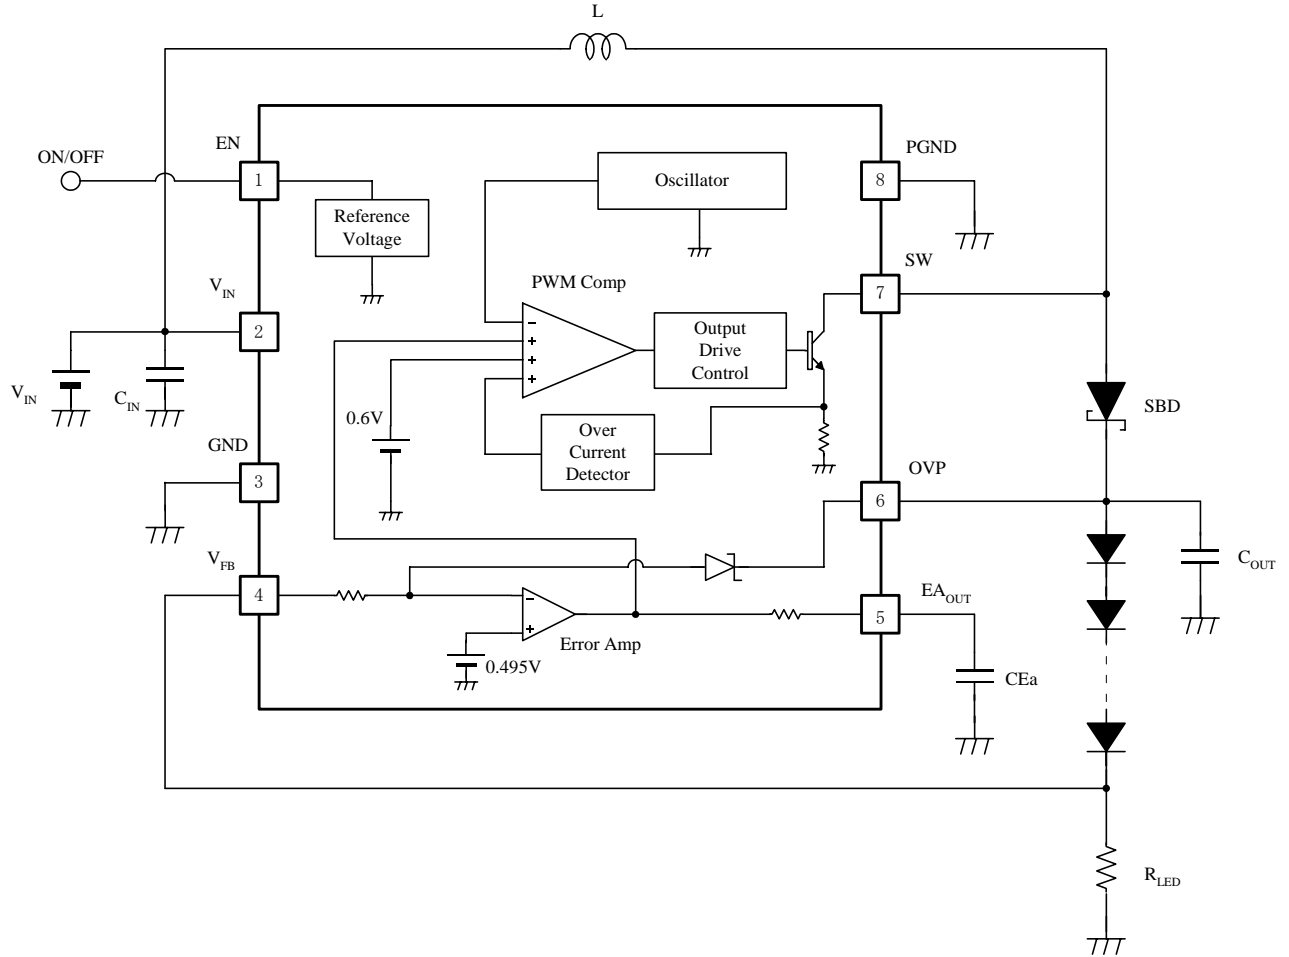 L
EN
ON/OFF
1
Reference
Voltage
Oscillator
PGND
8
SW
7
V_IN
2
PWM Comp
−
+
+
+
Output
Drive
Control
V_IN
C_IN
0.6V
Over
Current
Detector
SBD
GND
3
OVP
6
V_FB
4
−
+
Error Amp
0.495V
EA_OUT
5
C_OUT
CEa
R_LED